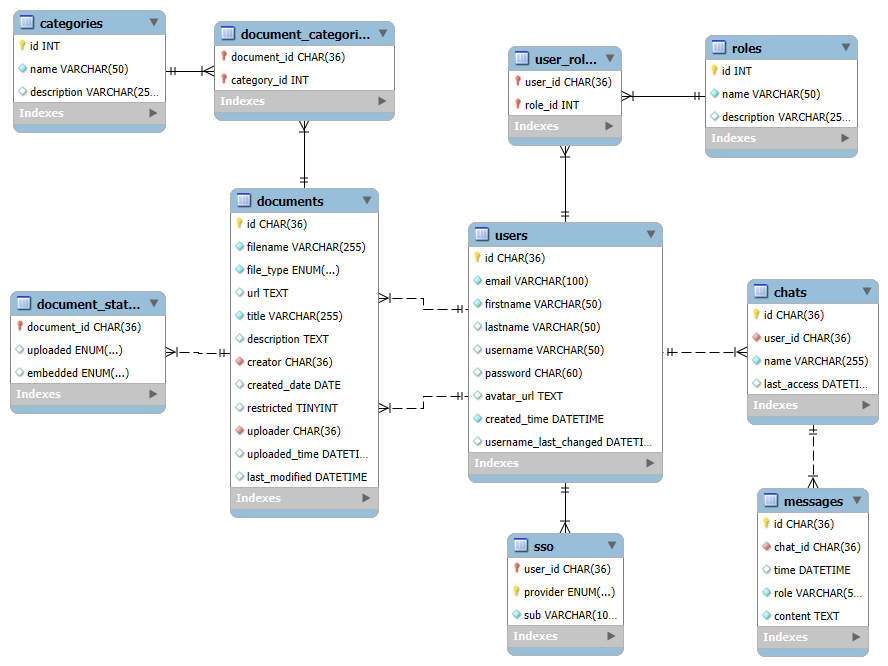 categories
id INT
name VARCHAR(50)
description VARCHAR(25...
Indexes
document_categori...
document_id CHAR(36)
category_id INT
Indexes
user_rol...
user_id CHAR(36)
role_id INT
Indexes
roles
id INT
name VARCHAR(50)
description VARCHAR(25...
Indexes
documents
id CHAR(36)
filename VARCHAR(255)
file_type ENUM(...)
url TEXT
title VARCHAR(255)
description TEXT
creator CHAR(36)
created_date DATE
restricted TINYINT
uploader CHAR(36)
uploaded_time DATETI...
last_modified DATETIME
Indexes
users
id CHAR(36)
email VARCHAR(100)
firstname VARCHAR(50)
lastname VARCHAR(50)
username VARCHAR(50)
password CHAR(60)
avatar_url TEXT
created_time DATETIME
username_last_changed DATETI...
Indexes
document_stat...
document_id CHAR(36)
uploaded ENUM(...)
embedded ENUM(...)
Indexes
chats
id CHAR(36)
user_id CHAR(36)
name VARCHAR(255)
last_access DATETI...
Indexes
sso
user_id CHAR(36)
provider ENUM(...)
sub VARCHAR(10...
Indexes
messages
id CHAR(36)
chat_id CHAR(36)
time DATETIME
role VARCHAR(5...
content TEXT
Indexes